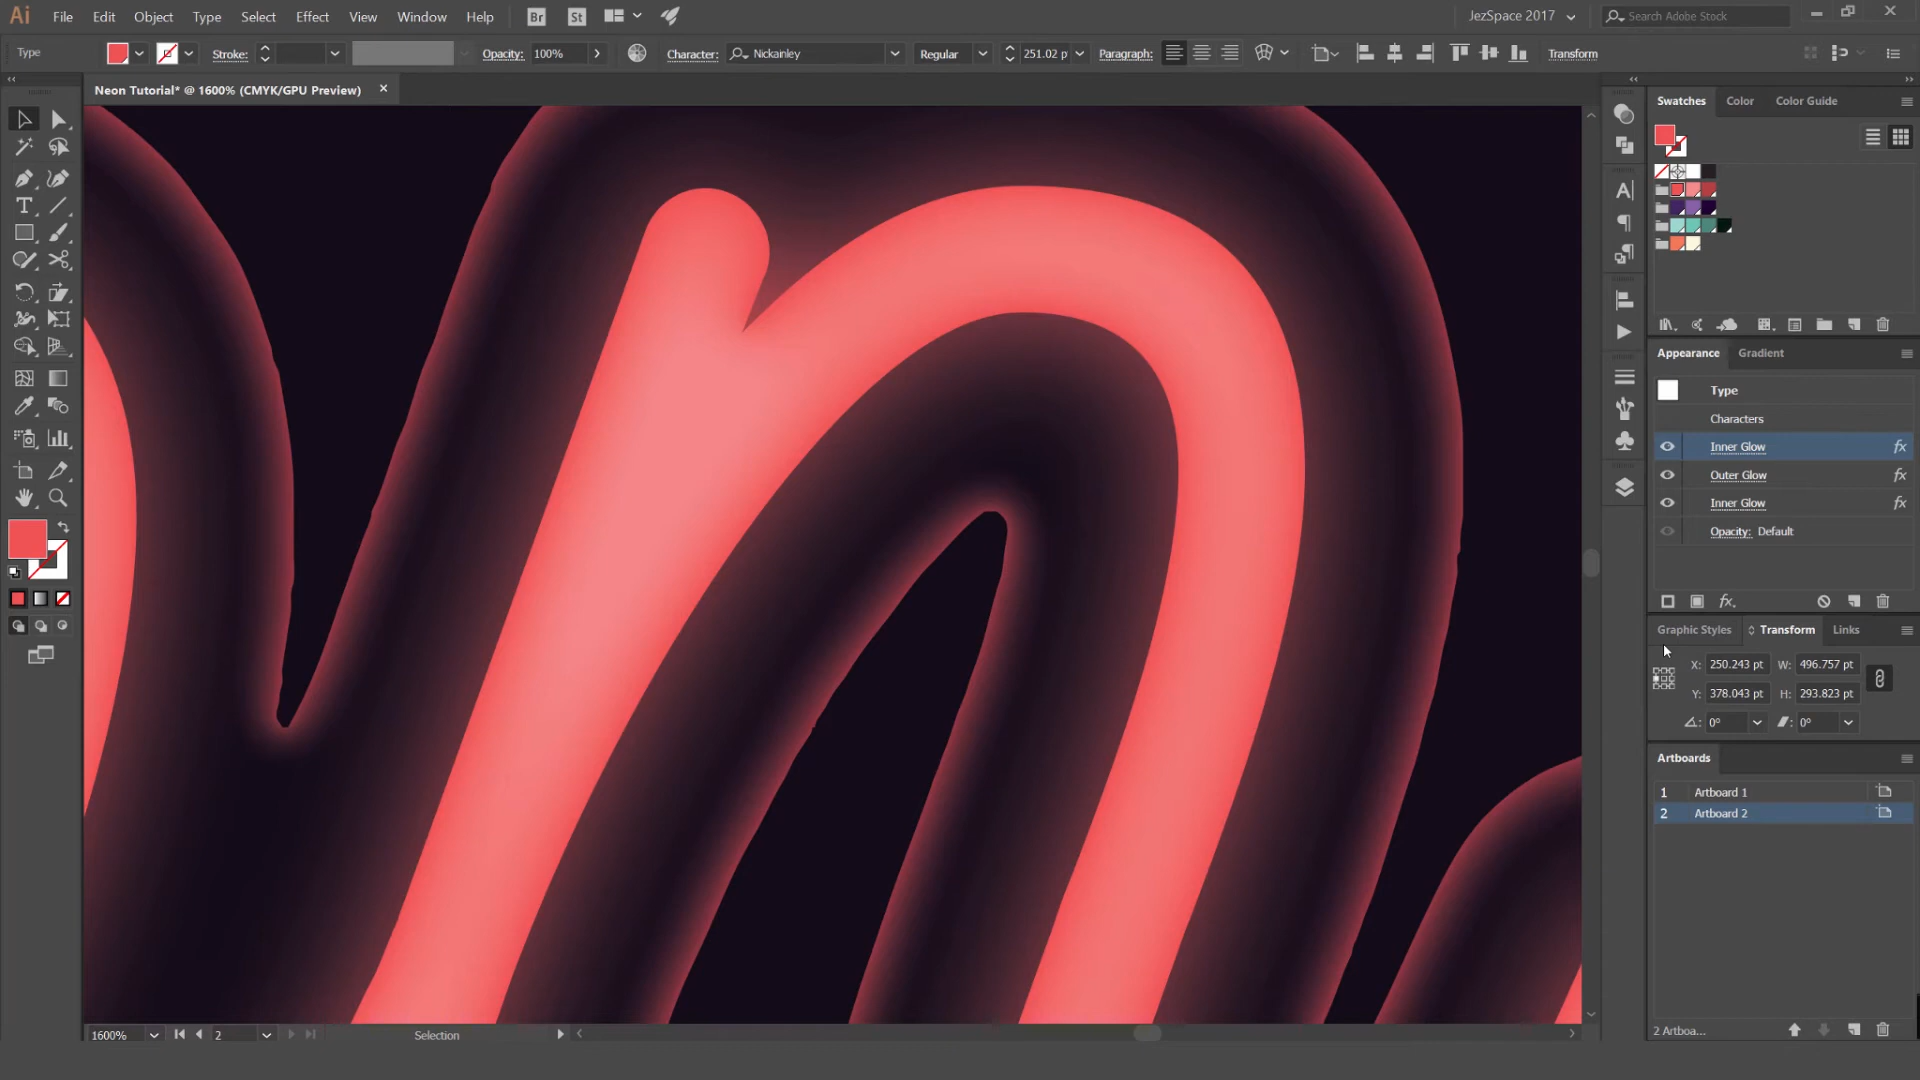 Ai File Edit Object Type Select Effect View Window Help Br St JezSpace 2017 Search Adobe Stock
Type Stroke: Opacity: 100% Character: Nickainley Regular 251.02 p Paragraph: Transform
Neon Tutorial* @ 1600% (CMYK/GPU Preview)
Swatches Color Color Guide
Appearance Gradient
Type
Characters
Inner Glow fx
Outer Glow fx
Inner Glow fx
Opacity: Default
fx
Graphic Styles Transform Links
X: 250.243 pt W: 496.757 pt
Y: 378.043 pt H: 293.823 pt
0° 0°
Artboards
1 Artboard 1
2 Artboard 2
2 Artboa...
1600% 2 Selection